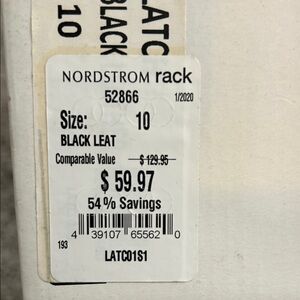 LATC
BLACK
10
NORDSTROM rack
52866 1/2020
Size: 10
BLACK LEAT
Comparable Value $ 129.95
$ 59.97
54% Savings
4 39107 65562 0
193
LATC01S1